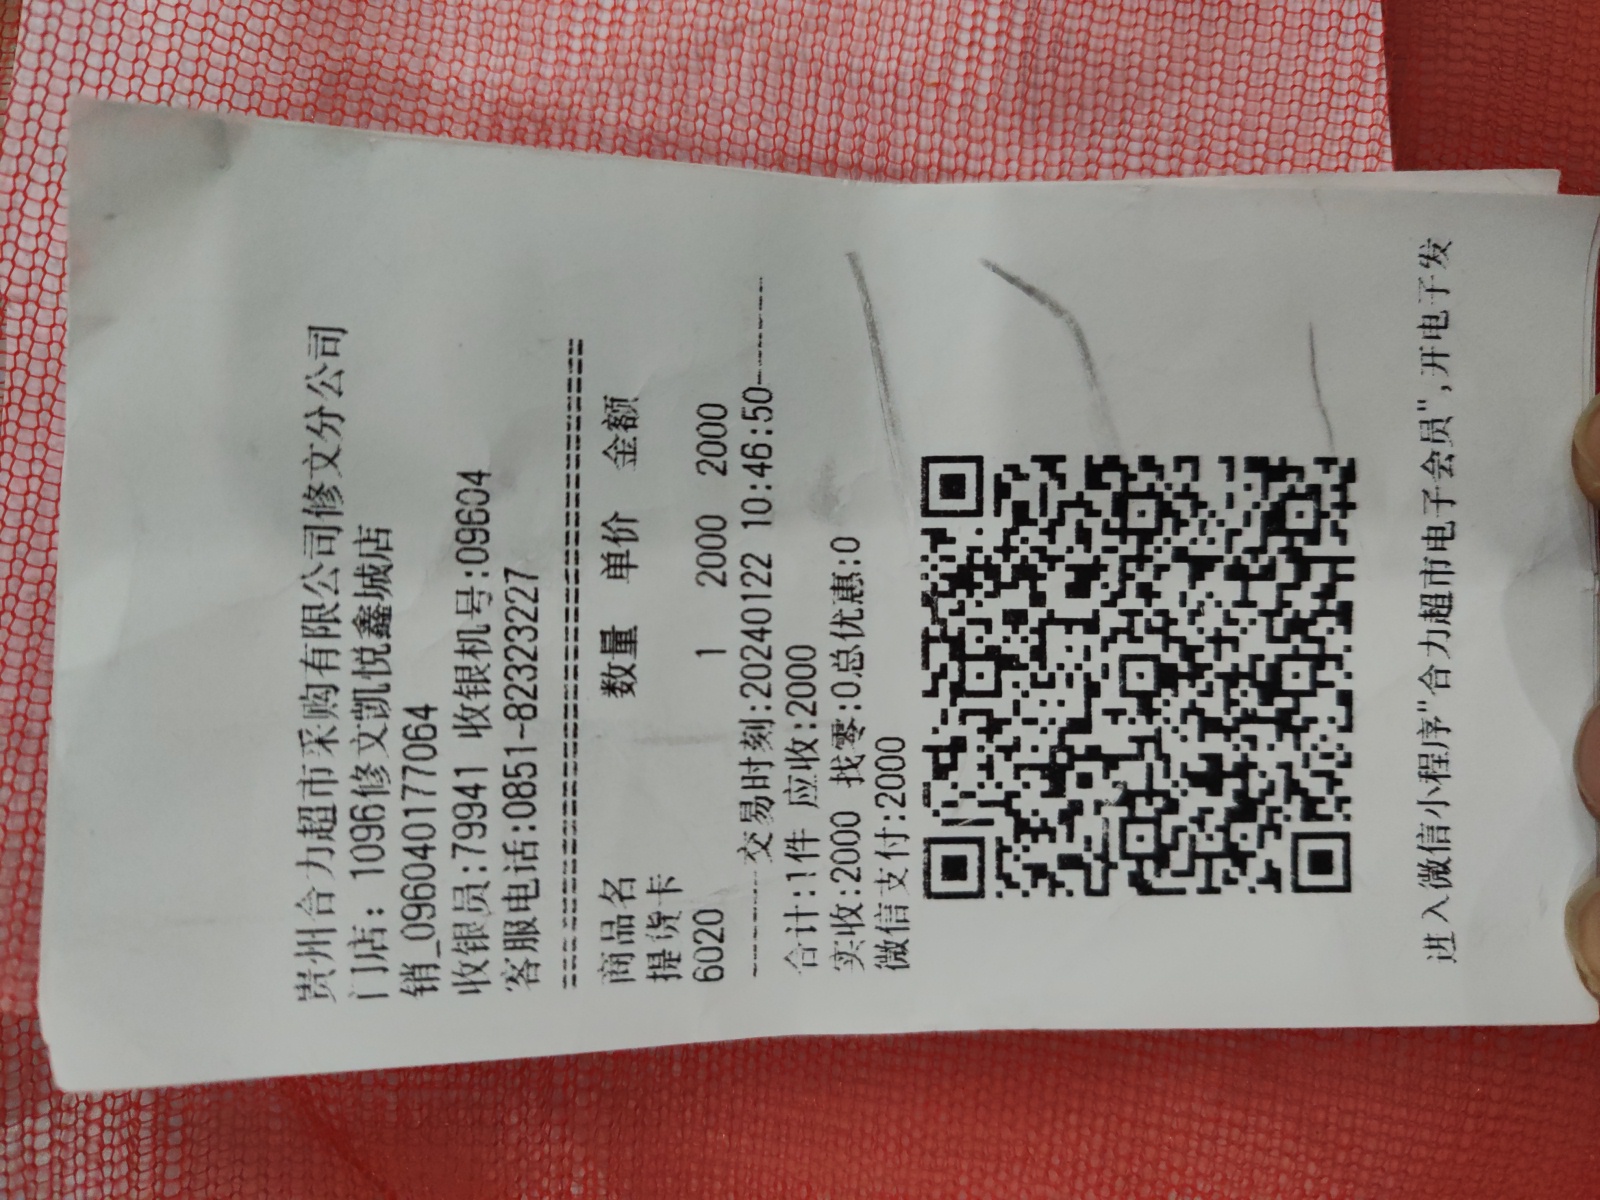 贵州合力超市采购有限公司修文分公司
门店: 1096修文凯悦鑫城店
销_09604017​7064
收银员:79941 收银机号:09604
客服电话:0851-82323227
==========================================
商品名 数量 单价 金额
提货卡
6020 1 2000 2000
--------交易时刻:20240122 10:46:50--------
合计:1件 应收:2000
实收:2000 找零:0总优惠:0
微信支付:2000
进入微信小程序"合力超市电子会员",开电子发